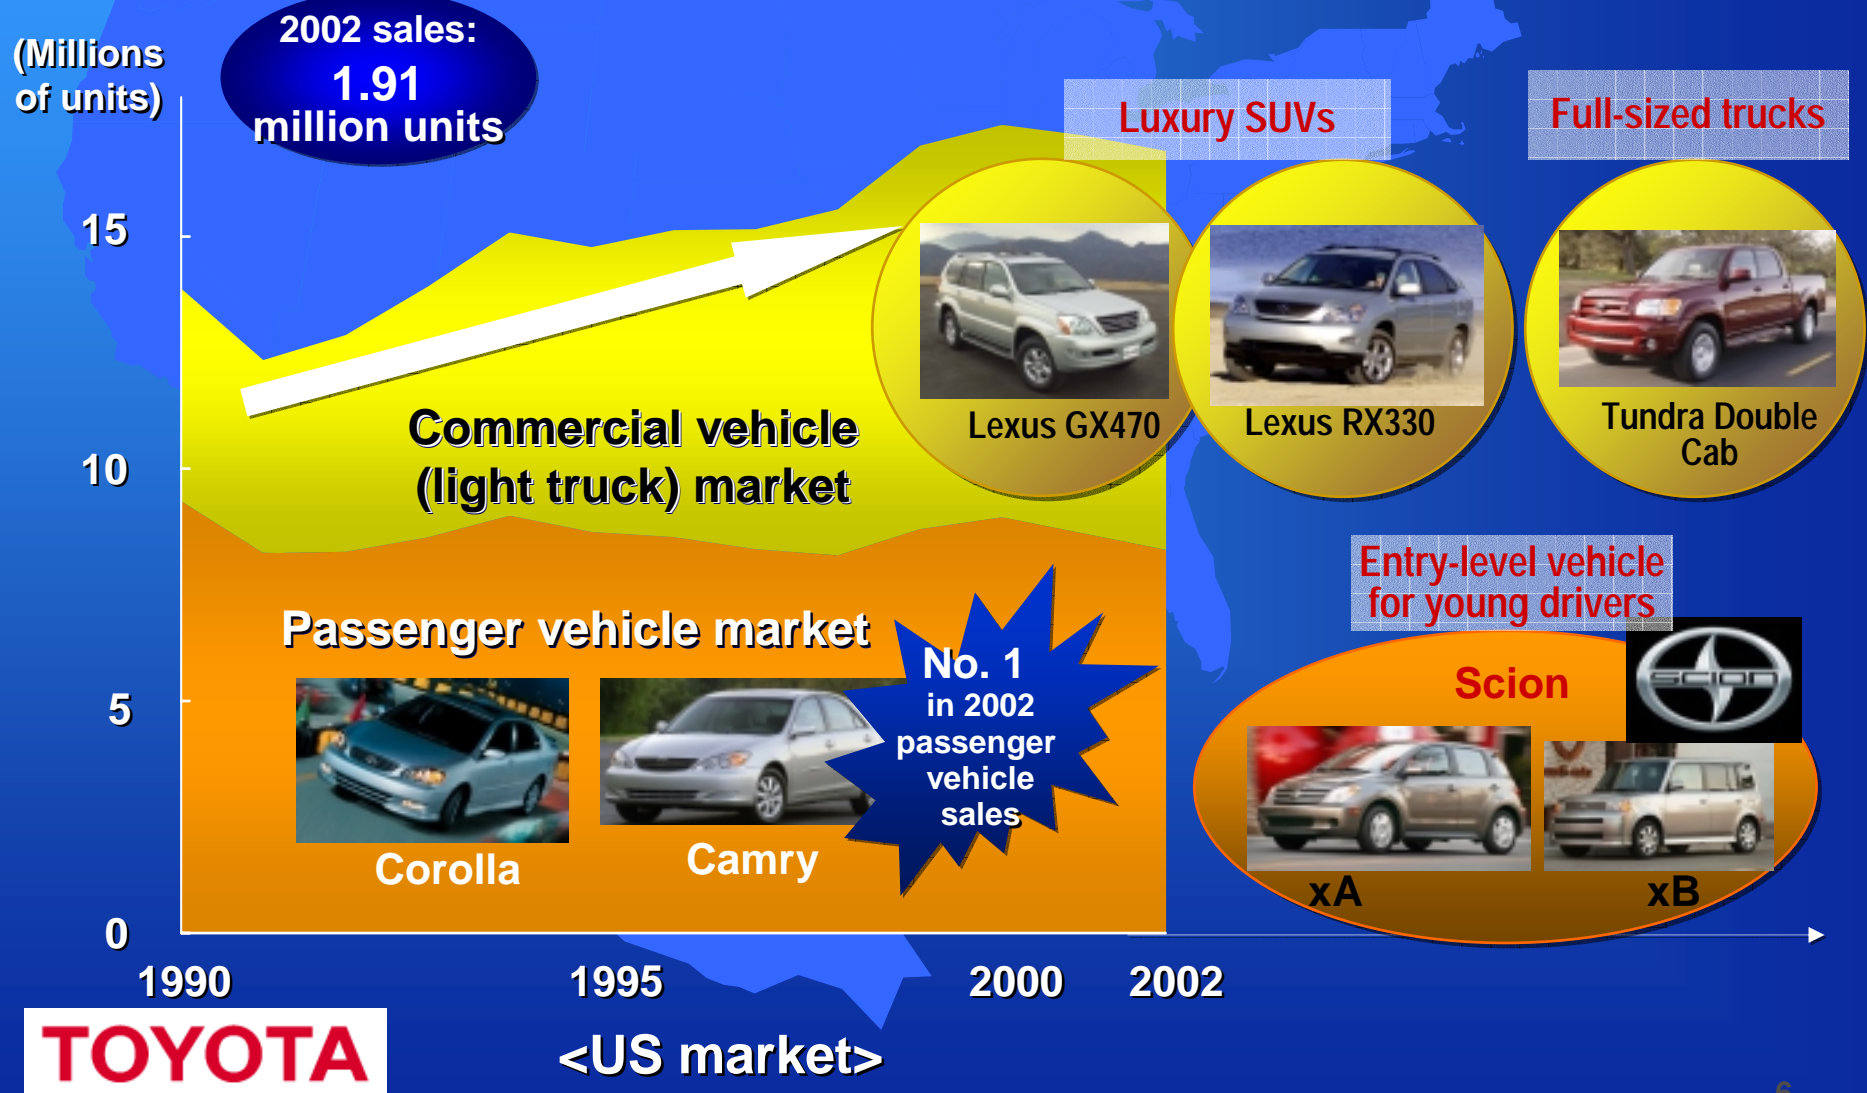 (Millions
of units)
2002 sales:
1.91
million units
Luxury SUVs
Full-sized trucks
15
10
5
0
Lexus GX470
Lexus RX330
Tundra Double
Cab
Commercial vehicle
(light truck) market
Entry-level vehicle
for young drivers
Passenger vehicle market
No. 1
in 2002
passenger
vehicle
sales
Scion
SCION
Corolla
Camry
xA
xB
1990
1995
2000
2002
TOYOTA
<US market>
6